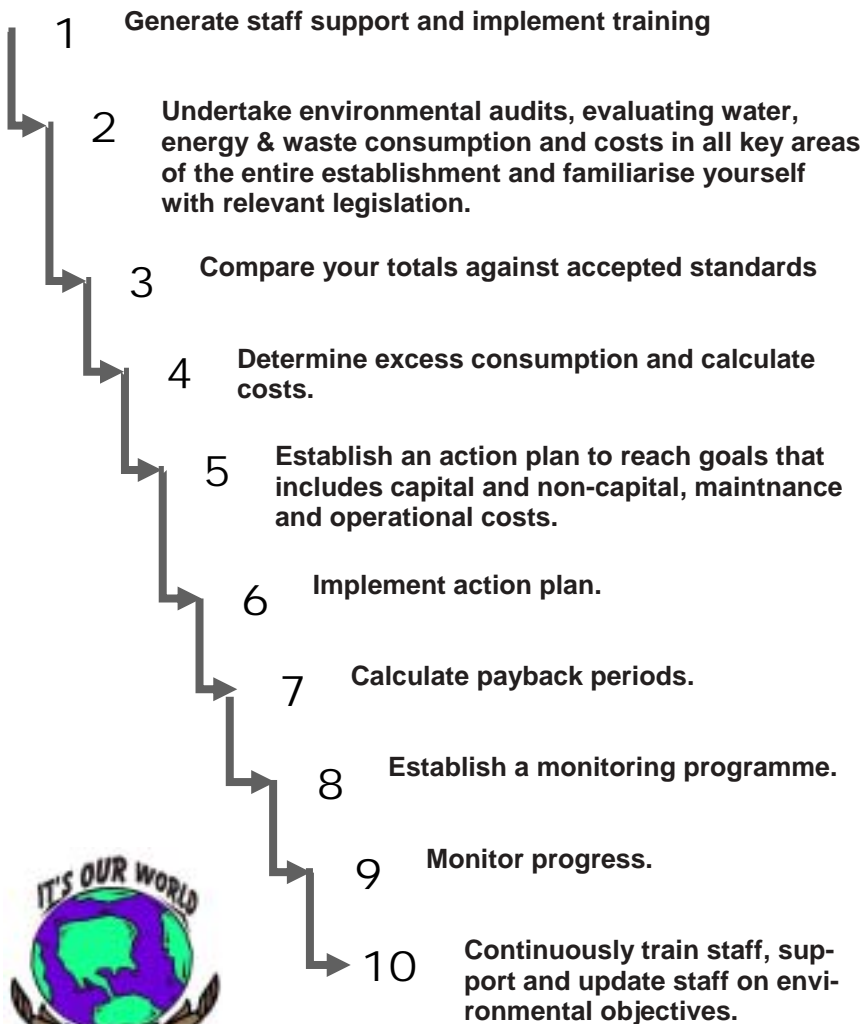 1 Generate staff support and implement training
2 Undertake environmental audits, evaluating water,
energy & waste consumption and costs in all key areas
of the entire establishment and familiarise yourself
with relevant legislation.
3 Compare your totals against accepted standards
4 Determine excess consumption and calculate
costs.
5 Establish an action plan to reach goals that
includes capital and non-capital, maintnance
and operational costs.
6 Implement action plan.
7 Calculate payback periods.
8 Establish a monitoring programme.
9 Monitor progress.
IT'S OUR WORLD
10 Continuously train staff, sup-
port and update staff on envi-
ronmental objectives.